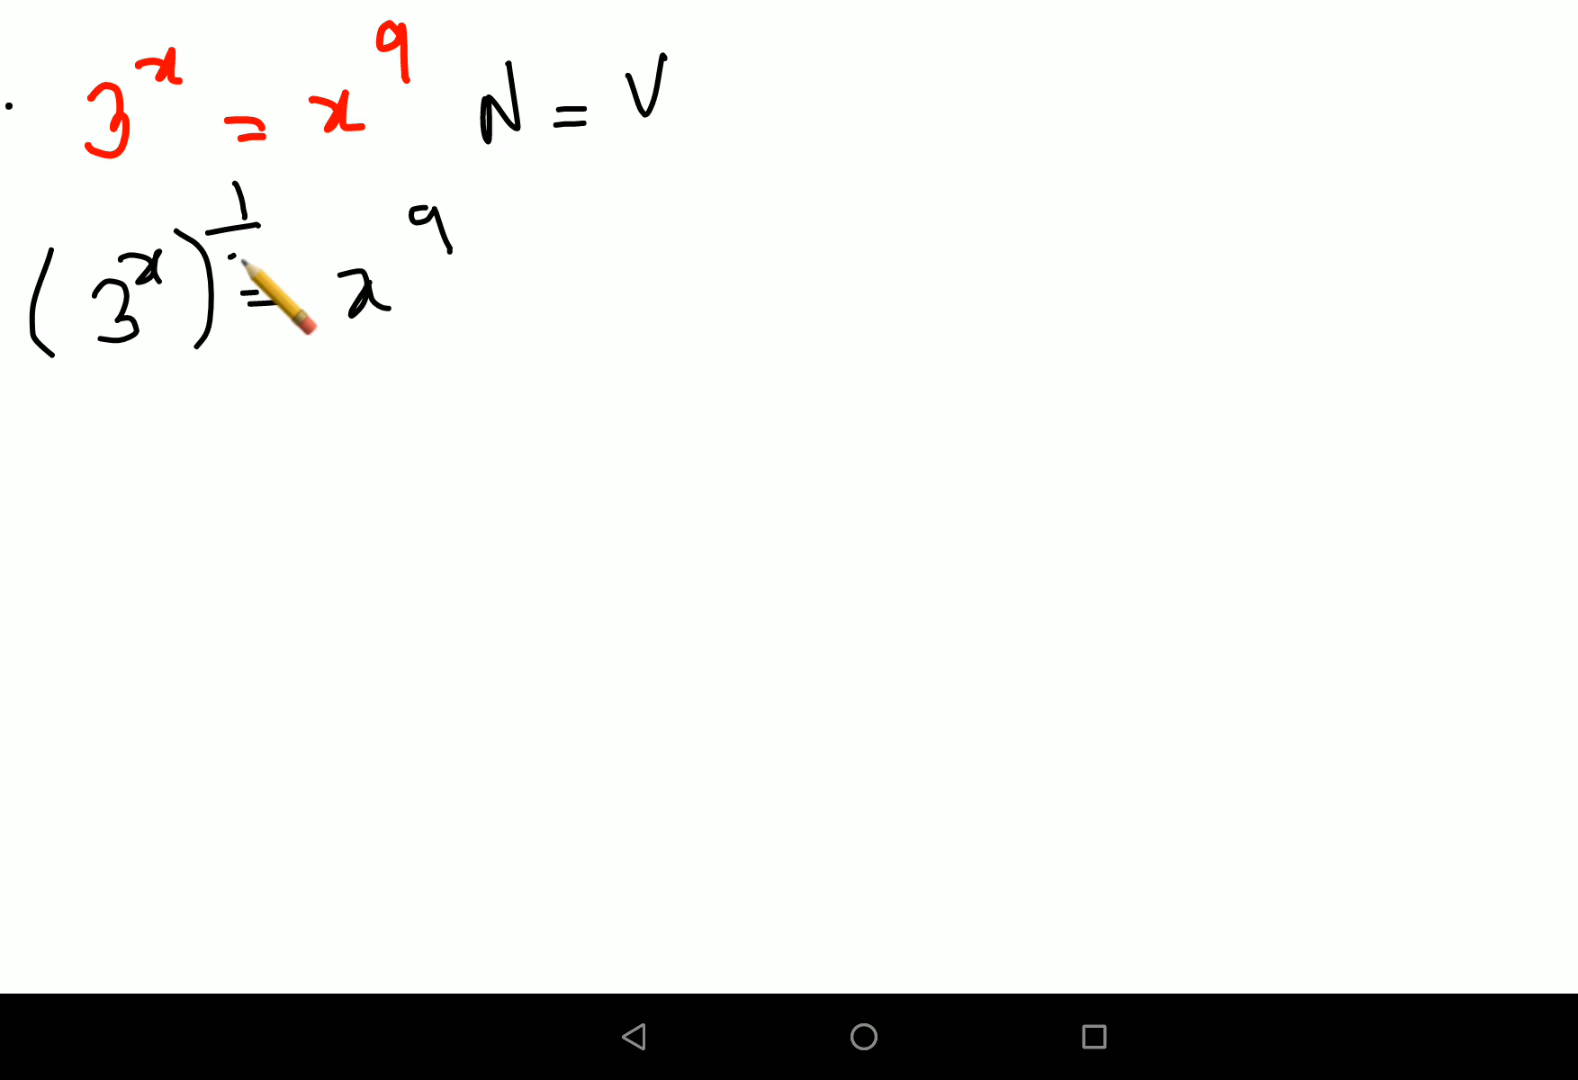 3^x = x^9 N = V
(3^x)^1/ = x^9